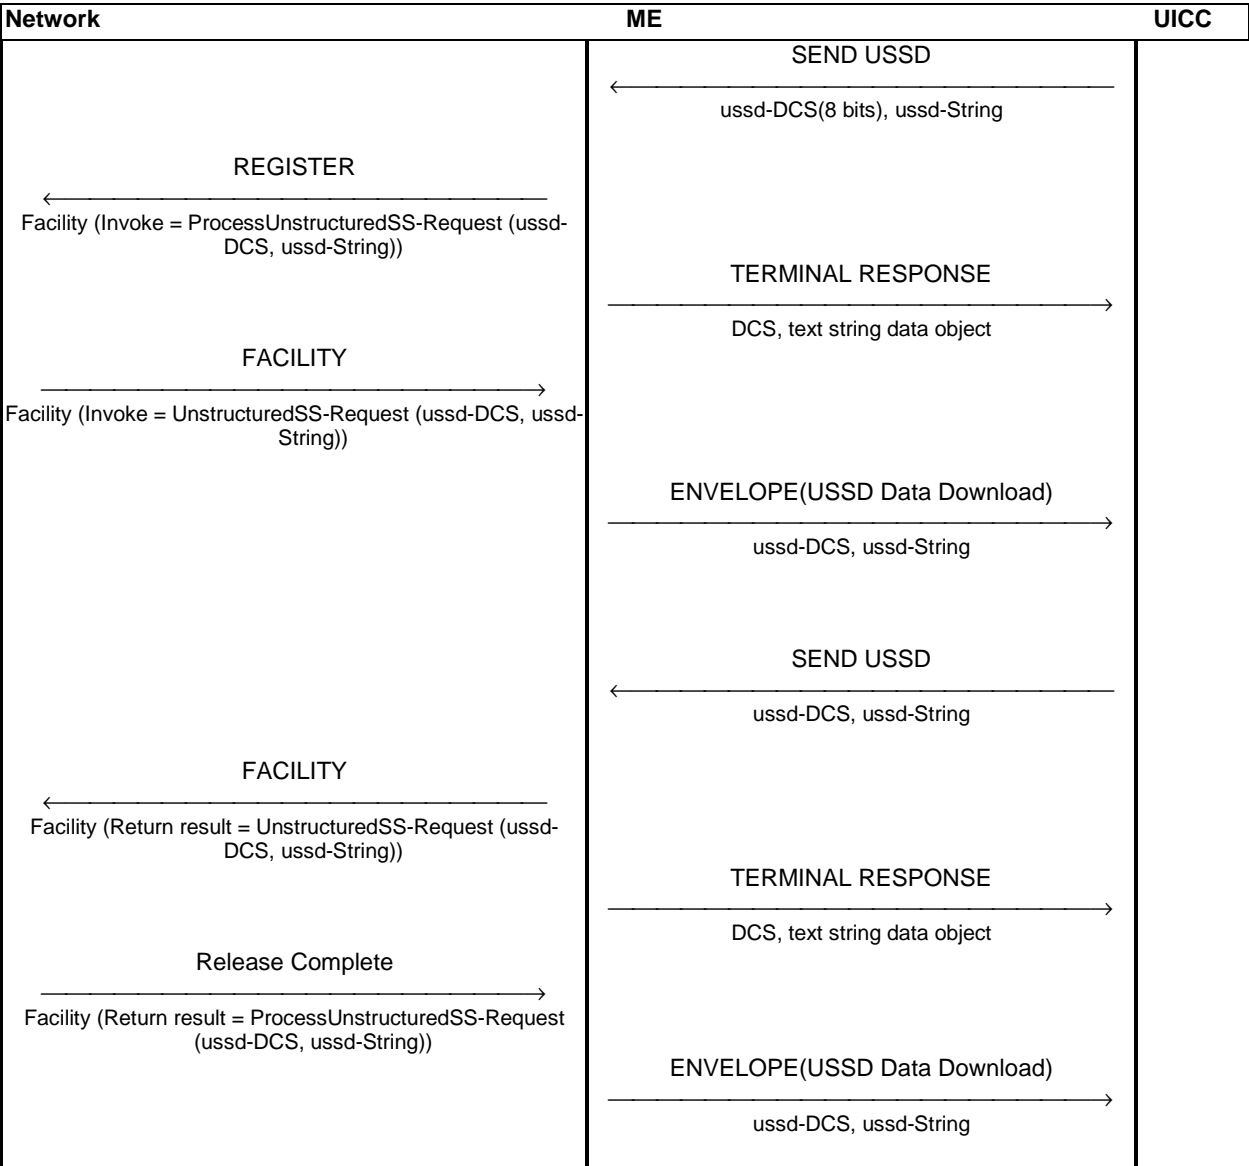 Network ME UICC
SEND USSD
ussd-DCS(8 bits), ussd-String
REGISTER
Facility (Invoke = ProcessUnstructuredSS-Request (ussd-
DCS, ussd-String))
TERMINAL RESPONSE
DCS, text string data object
FACILITY
Facility (Invoke = UnstructuredSS-Request (ussd-DCS, ussd-
String))
ENVELOPE(USSD Data Download)
ussd-DCS, ussd-String
SEND USSD
ussd-DCS, ussd-String
FACILITY
Facility (Return result = UnstructuredSS-Request (ussd-
DCS, ussd-String))
TERMINAL RESPONSE
DCS, text string data object
Release Complete
Facility (Return result = ProcessUnstructuredSS-Request
(ussd-DCS, ussd-String))
ENVELOPE(USSD Data Download)
ussd-DCS, ussd-String